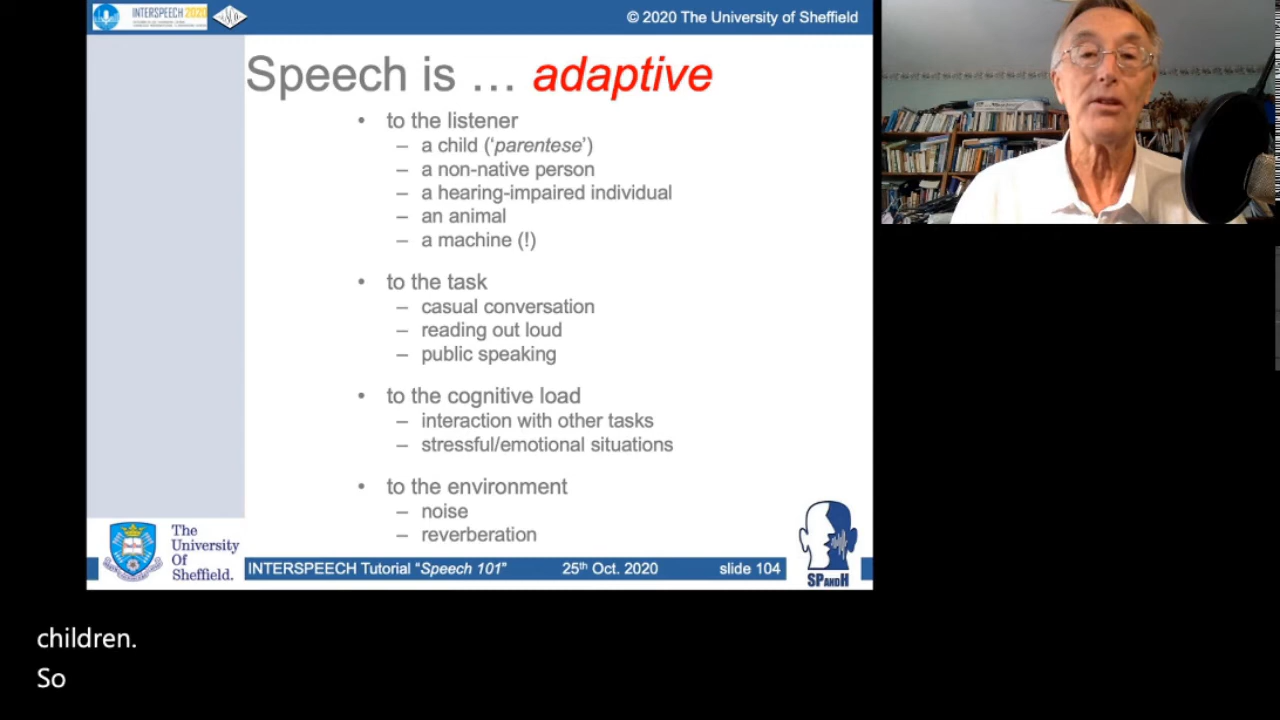 INTERSPEECH 2020
© 2020 The University of Sheffield
Speech is … adaptive
• to the listener
– a child (‘parentese’)
– a non-native person
– a hearing-impaired individual
– an animal
– a machine (!)
• to the task
– casual conversation
– reading out loud
– public speaking
• to the cognitive load
– interaction with other tasks
– stressful/emotional situations
• to the environment
– noise
– reverberation
The
University
Of
Sheffield.
INTERSPEECH Tutorial “Speech 101” 25th Oct. 2020 slide 104
SPANDH
children.
So